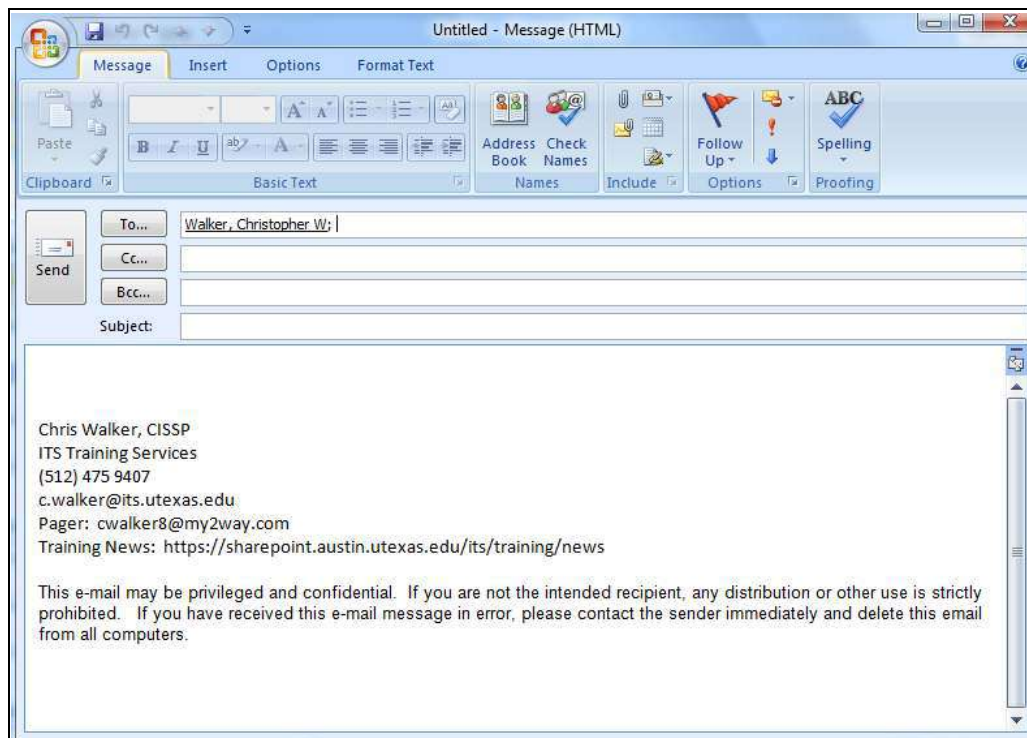 Untitled - Message (HTML)
Message Insert Options Format Text
Paste
Clipboard
B I U ab A
Basic Text
Address Book
Check Names
Names
Include
Follow Up
Options
ABC
Spelling
Proofing
Send
To... Walker, Christopher W;
Cc...
Bcc...
Subject:
Chris Walker, CISSP
ITS Training Services
(512) 475 9407
c.walker@its.utexas.edu
Pager: cwalker8@my2way.com
Training News: https://sharepoint.austin.utexas.edu/its/training/news
This e-mail may be privileged and confidential. If you are not the intended recipient, any distribution or other use is strictly
prohibited. If you have received this e-mail message in error, please contact the sender immediately and delete this email
from all computers.